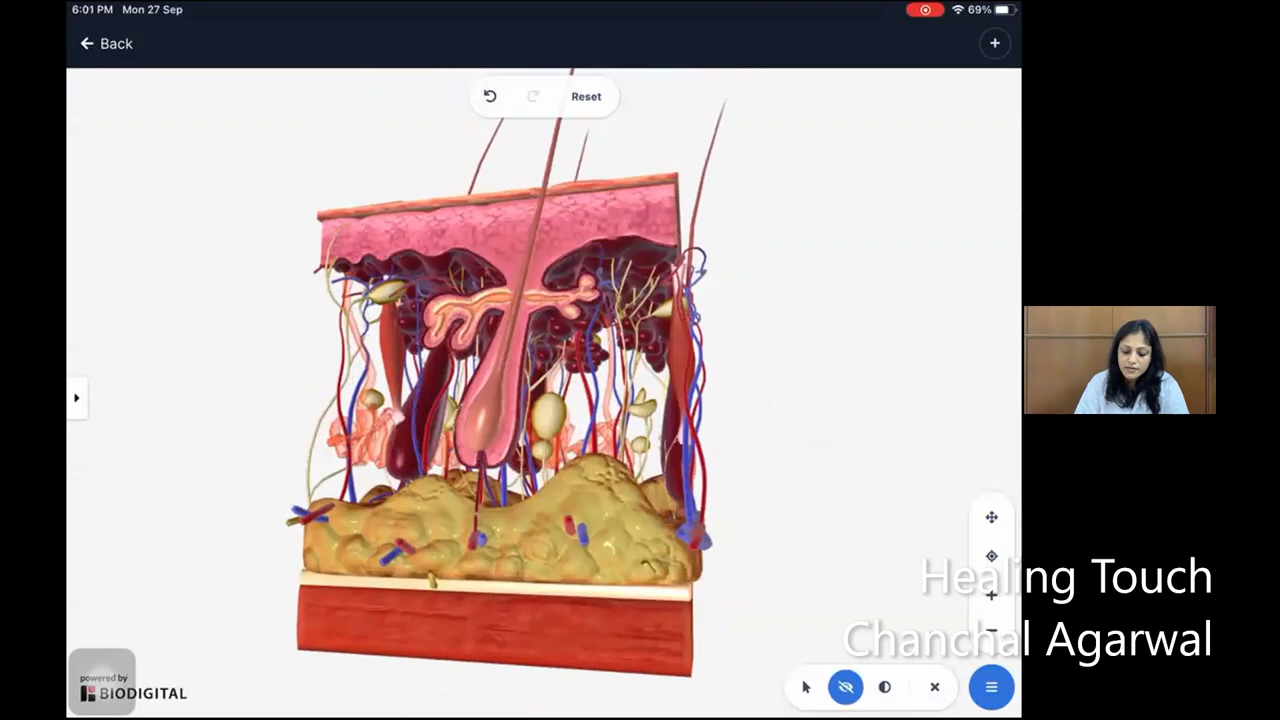 6:01 PM Mon 27 Sep
69%
Back
Reset
Healing Touch
Chanchal Agarwal
powered by
BIODIGITAL